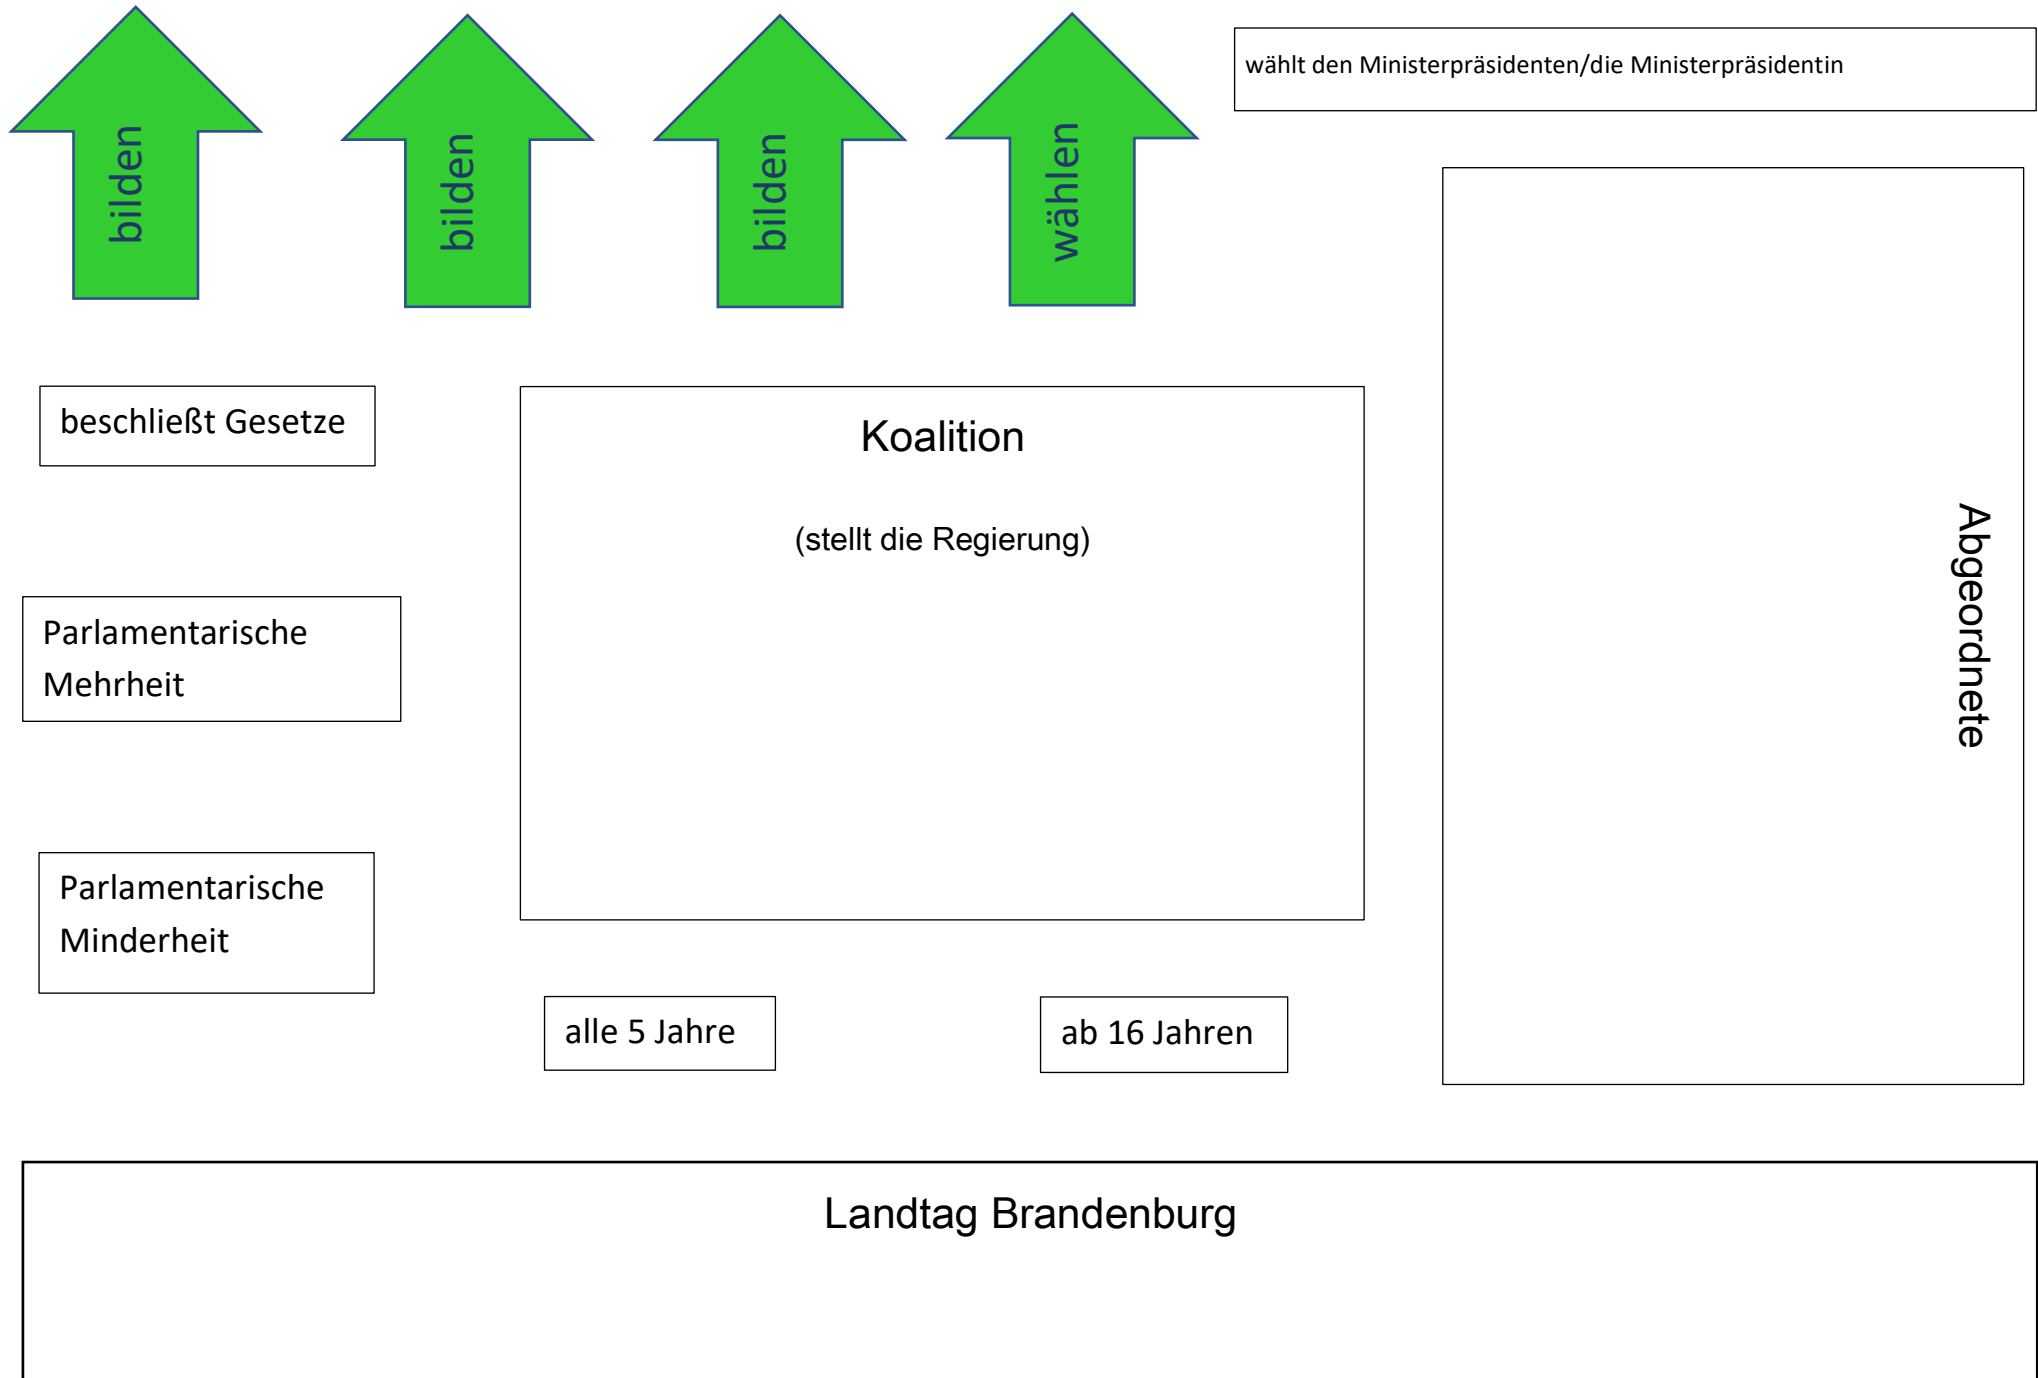 bilden
bilden
bilden
wählen
wählt den Ministerpräsidenten/die Ministerpräsidentin
beschließt Gesetze
Koalition
(stellt die Regierung)
Abgeordnete
Parlamentarische
Mehrheit
Parlamentarische
Minderheit
alle 5 Jahre
ab 16 Jahren
Landtag Brandenburg